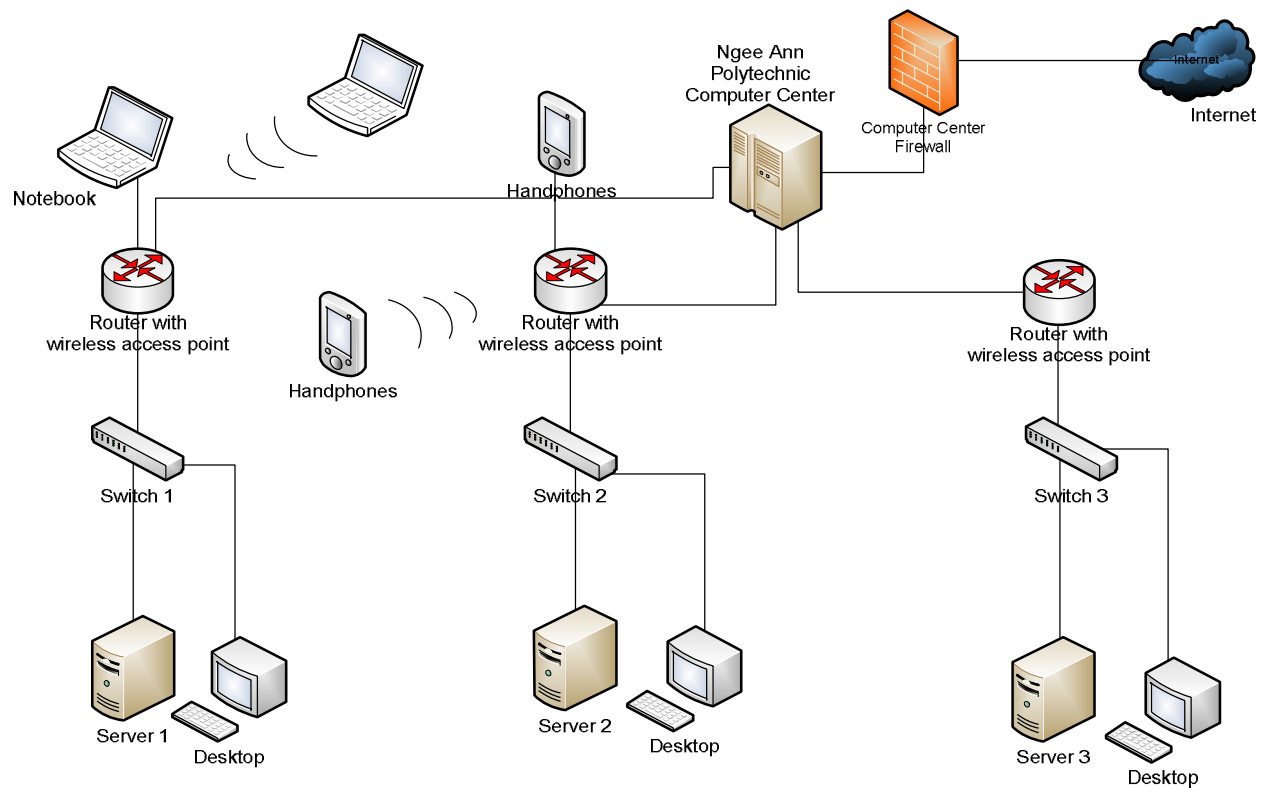 Ngee Ann
Polytechnic
Computer Center
Internet
Internet
Computer Center
Firewall
Notebook
Handphones
Router with
wireless access point
Router with
wireless access point
Router with
wireless access point
Handphones
Switch 1
Switch 2
Switch 3
Server 1
Desktop
Server 2
Desktop
Server 3
Desktop